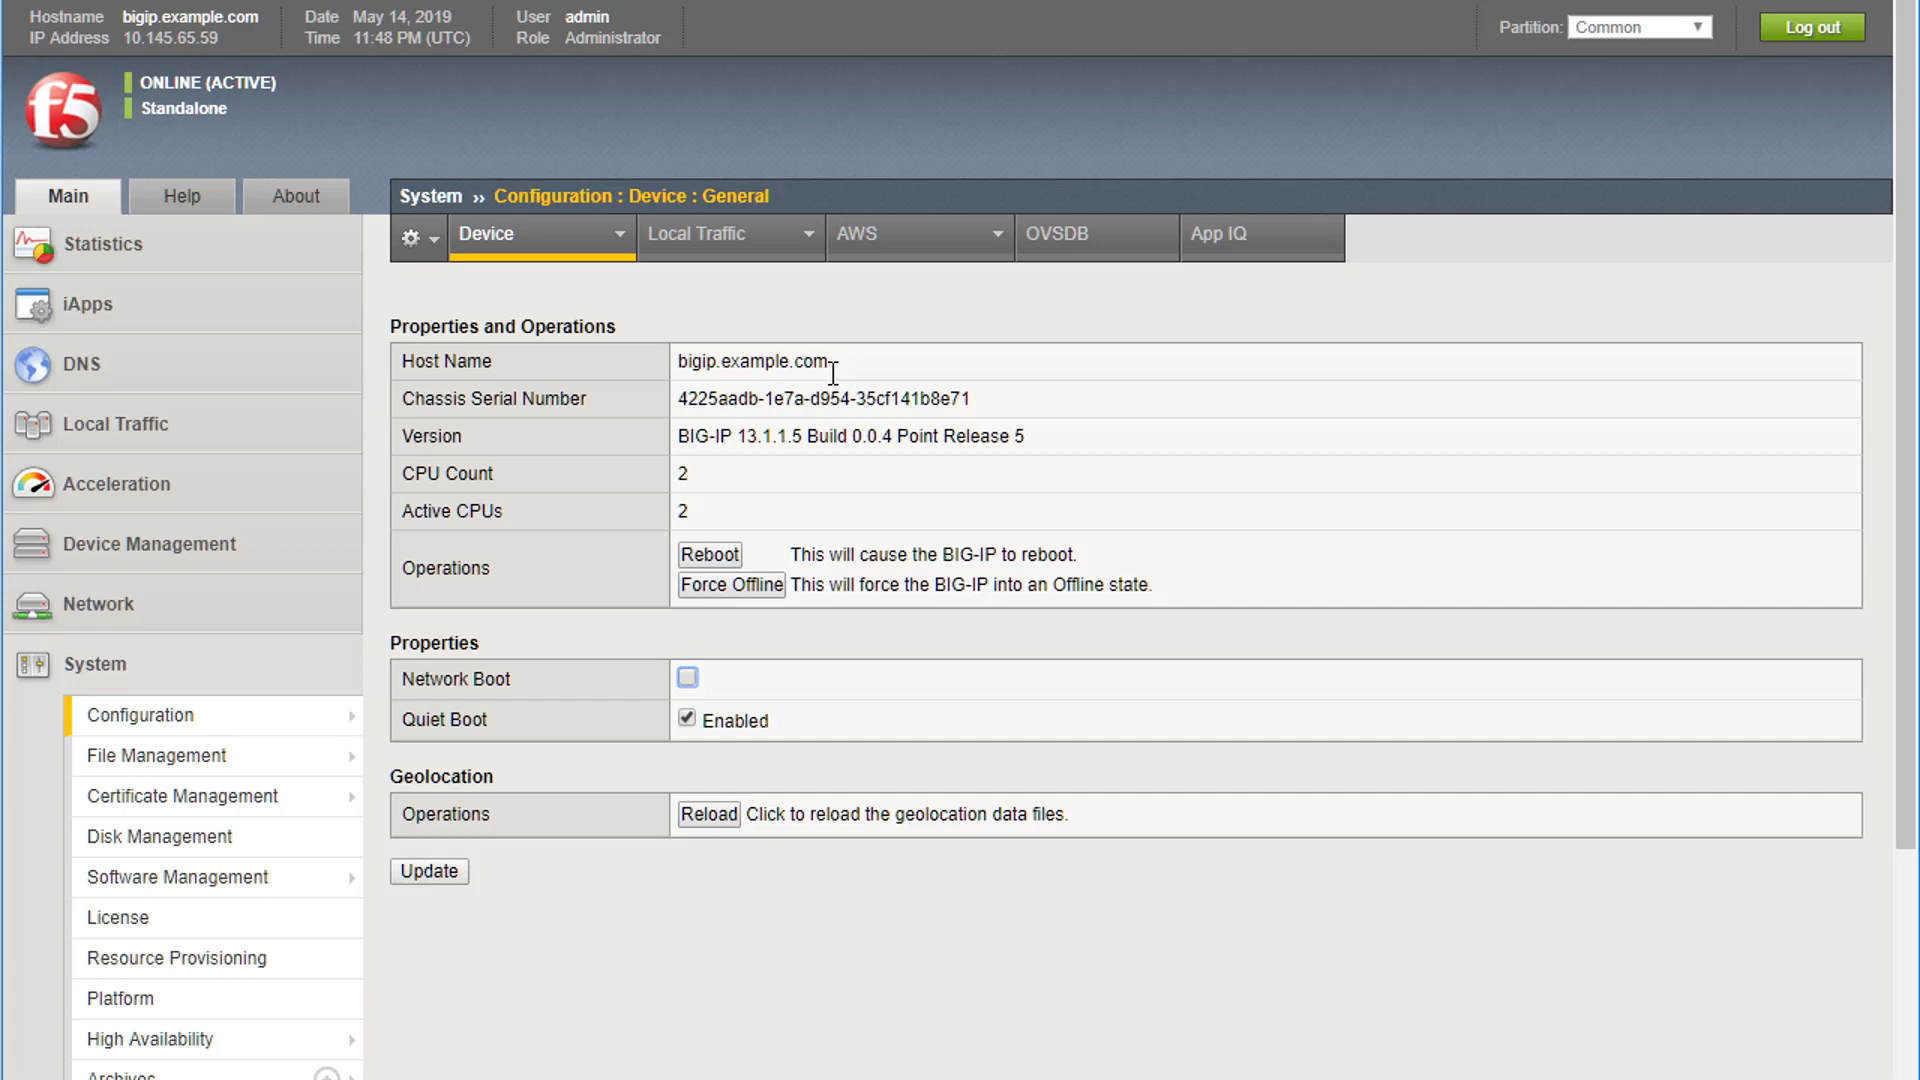 Hostname bigip.example.com Date May 14, 2019 User admin
IP Address 10.145.65.59 Time 11:48 PM (UTC) Role Administrator
Partition: Common Log out
f5
ONLINE (ACTIVE)
Standalone
Main Help About
System » Configuration : Device : General
Device Local Traffic AWS OVSDB App IQ
Statistics
iApps
DNS
Local Traffic
Acceleration
Device Management
Network
System
Configuration
File Management
Certificate Management
Disk Management
Software Management
License
Resource Provisioning
Platform
High Availability
Archives
Properties and Operations
Host Name bigip.example.com
Chassis Serial Number 4225aadb-1e7a-d954-35cf141b8e71
Version BIG-IP 13.1.1.5 Build 0.0.4 Point Release 5
CPU Count 2
Active CPUs 2
Operations
Reboot This will cause the BIG-IP to reboot.
Force Offline This will force the BIG-IP into an Offline state.
Properties
Network Boot
Quiet Boot Enabled
Geolocation
Operations Reload Click to reload the geolocation data files.
Update